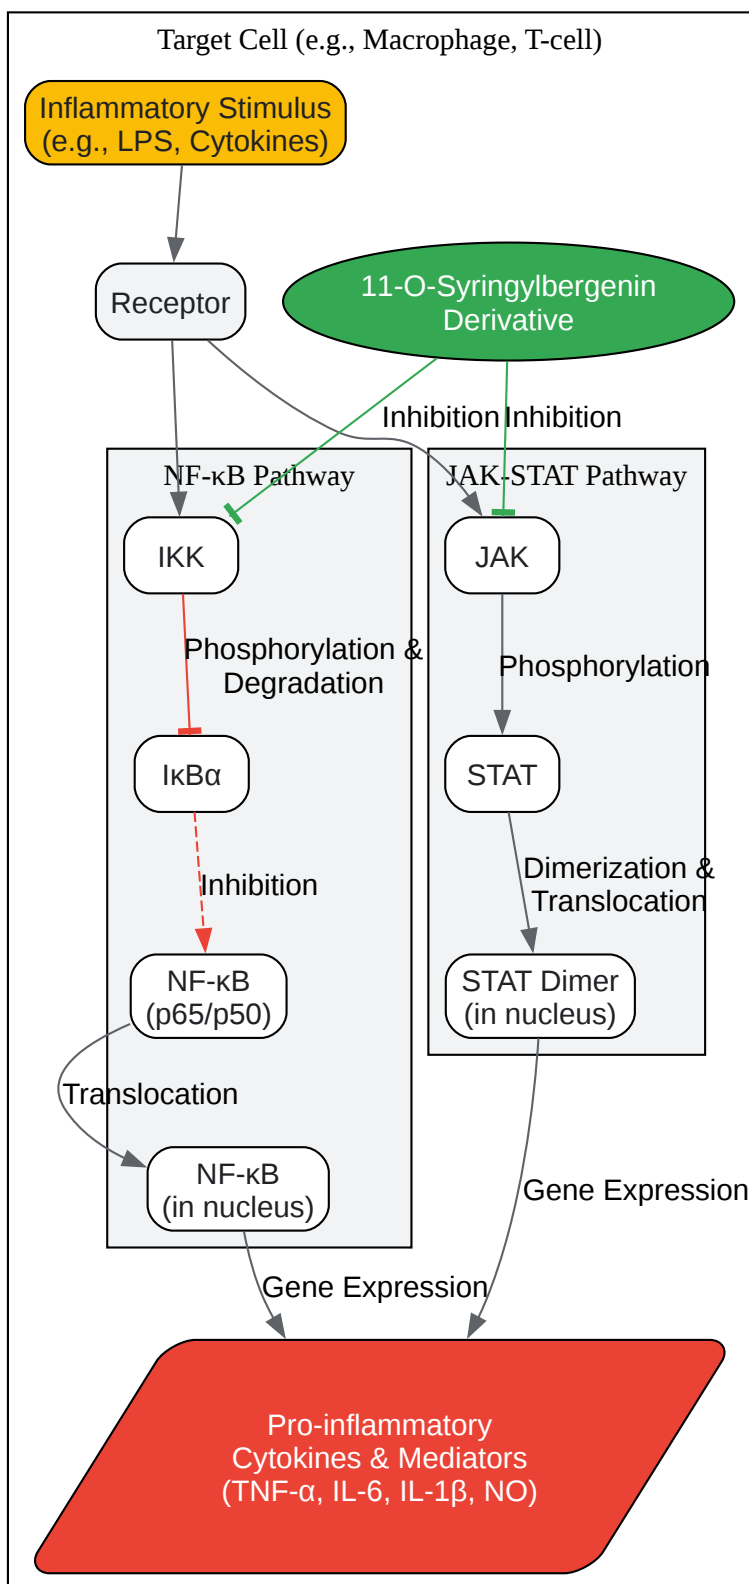 Target Cell (e.g., Macrophage, T-cell)
Inflammatory Stimulus
(e.g., LPS, Cytokines)
Receptor
11-O-Syringylbergenin
Derivative
Inhibition
Inhibition
NF-κB Pathway
JAK-STAT Pathway
IKK
JAK
Phosphorylation &
Degradation
Phosphorylation
IκBα
STAT
Inhibition
Dimerization &
Translocation
NF-κB
(p65/p50)
STAT Dimer
(in nucleus)
Translocation
NF-κB
(in nucleus)
Gene Expression
Gene Expression
Pro-inflammatory
Cytokines & Mediators
(TNF-α, IL-6, IL-1β, NO)